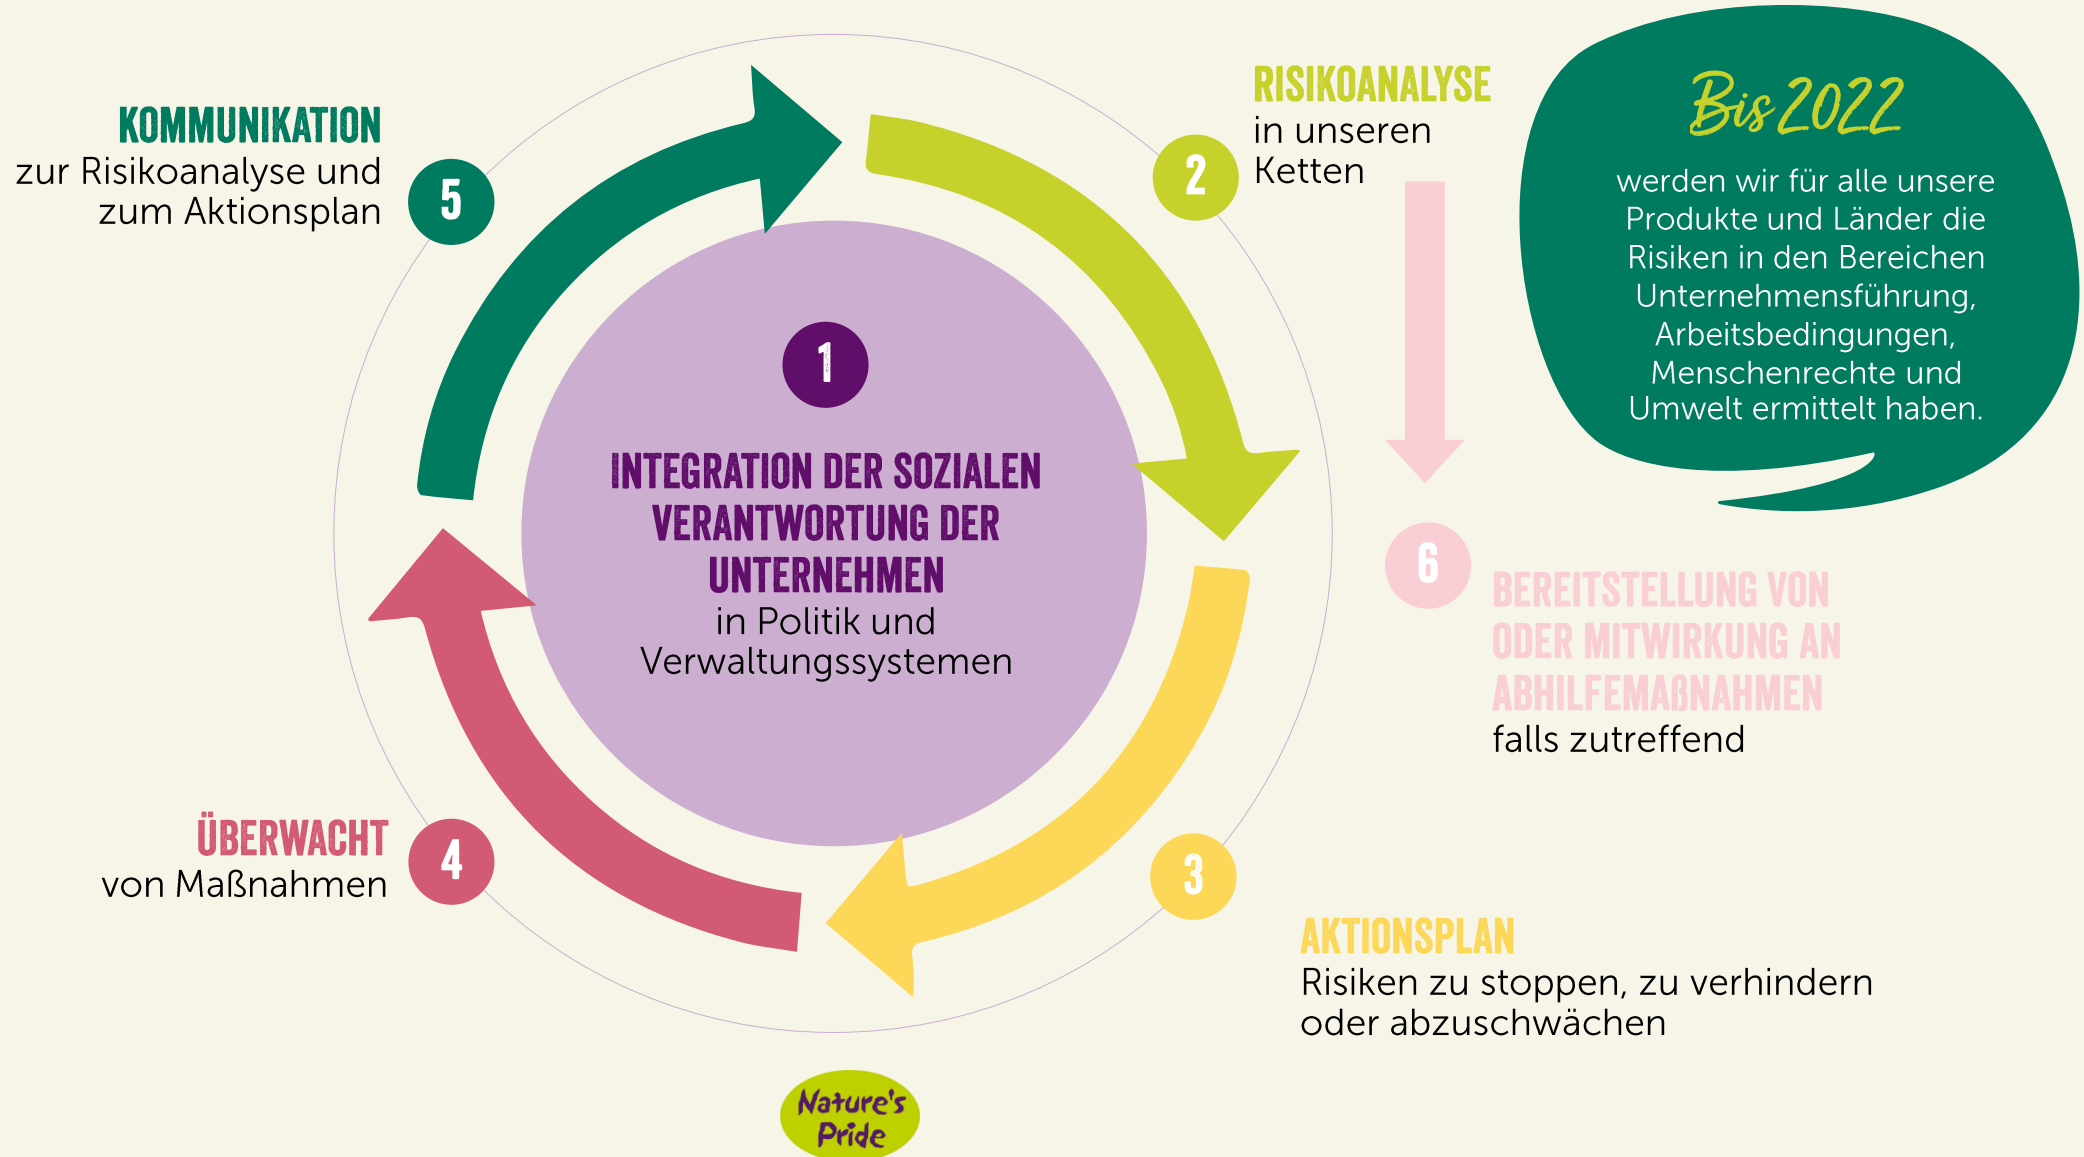 KOMMUNIKATION
zur Risikoanalyse und
zum Aktionsplan
5
RISIKOANALYSE
in unseren
Ketten
2
Bis 2022
werden wir für alle unsere
Produkte und Länder die
Risiken in den Bereichen
Unternehmensführung,
Arbeitsbedingungen,
Menschenrechte und
Umwelt ermittelt haben.
1
INTEGRATION DER SOZIALEN
VERANTWORTUNG DER
UNTERNEHMEN
in Politik und
Verwaltungssystemen
6
BEREITSTELLUNG VON
ODER MITWIRKUNG AN
ABHILFEMAẞNAHMEN
falls zutreffend
ÜBERWACHT
von Maßnahmen
4
3
AKTIONSPLAN
Risiken zu stoppen, zu verhindern
oder abzuschwächen
Nature's
Pride